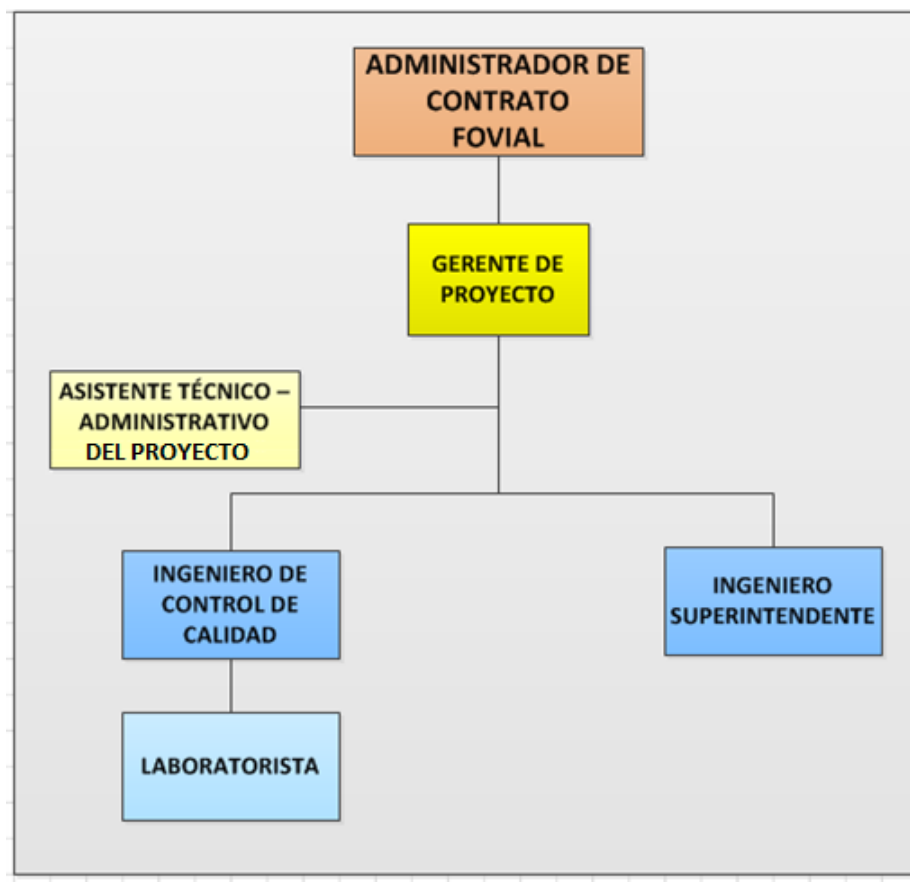 ADMINISTRADOR DE
CONTRATO
FOVIAL
GERENTE DE
PROYECTO
ASISTENTE TÉCNICO –
ADMINISTRATIVO
DEL PROYECTO
INGENIERO DE
CONTROL DE
CALIDAD
INGENIERO
SUPERINTENDENTE
LABORATORISTA